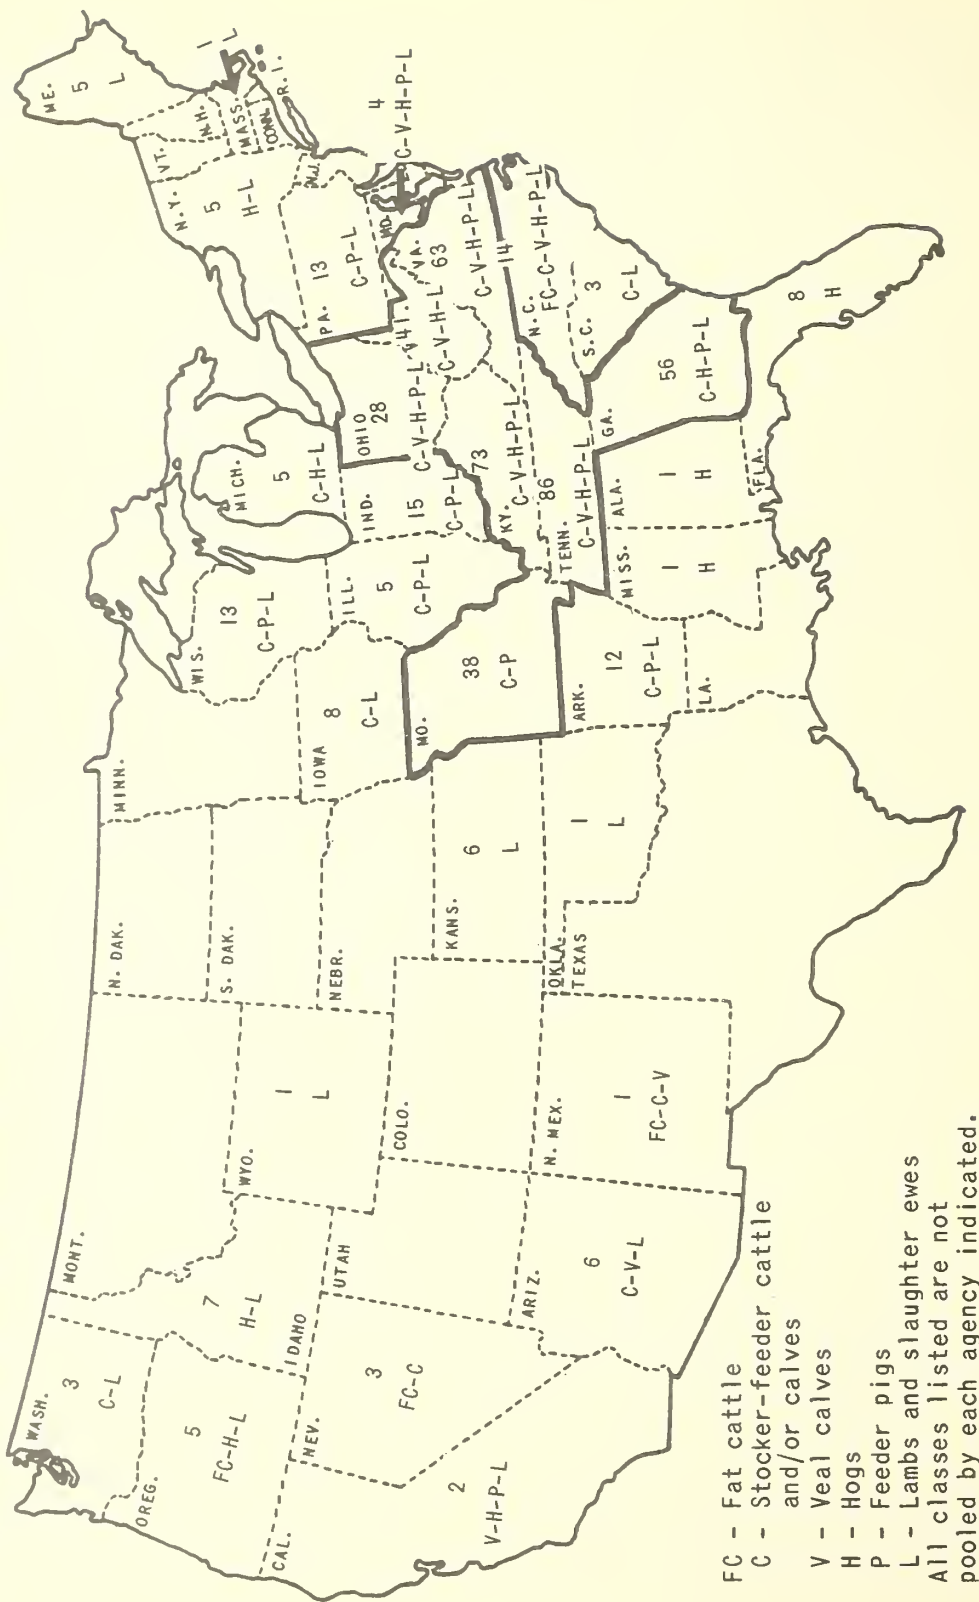 WASH.
3
C-L
OREG.
5
FC-H-L
CAL.
2
V-H-P-L
NEV.
3
FC-C
IDAHO
7
H-L
MONT.
WYO.
1
L
UTAH
COLO.
ARIZ.
6
C-V-L
N. MEX.
1
FC-C-V
N. DAK.
S. DAK.
NEBR.
KANS.
6
L
OKLA.
1
L
TEXAS
MINN.
IOWA
8
C-L
MO.
38
C-P
ARK.
12
C-P-L
LA.
WIS.
13
C-P-L
ILL.
5
C-P-L
MICH.
5
C-H-L
IND.
15
C-P-L
OHIO
28
C-V-H-P-L
KY.
73
C-V-H-P-L
TENN.
86
C-V-H-P-L
MISS.
1
H
ALA.
1
H
GA.
56
C-H-P-L
FLA.
8
H
S.C.
3
C-L
N.C.
14
FC-C-V-H-P-L
VA.
63
C-V-H-P-L
41
C-V-H-L
MD.
4
C-V-H-P-L
PA.
13
C-P-L
N.J.
N.Y.
5
H-L
VT.
N.H.
MASS.
1
L
CONN.
R.I.
ME.
5
L
FC - Fat cattle
C - Stocker-feeder cattle
and/or calves
V - Veal calves
H - Hogs
P - Feeder pigs
L - Lambs and slaughter ewes
All classes listed are not
pooled by each agency indicated.